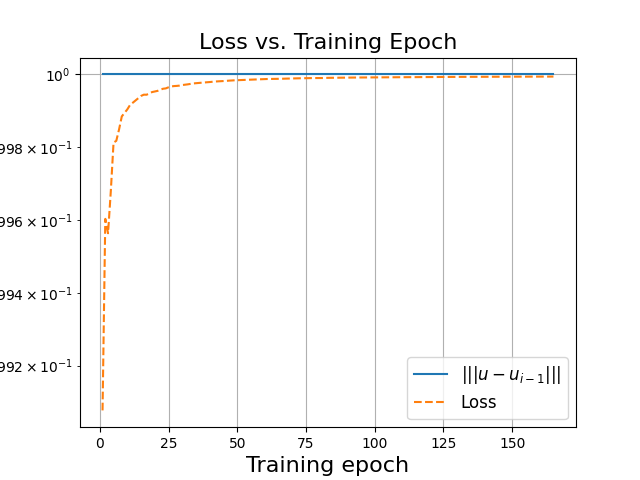 Loss vs. Training Epoch
10⁰
998 × 10⁻¹
996 × 10⁻¹
994 × 10⁻¹
992 × 10⁻¹
|||u − uᵢ₋₁|||
Loss
0 25 50 75 100 125 150
Training epoch